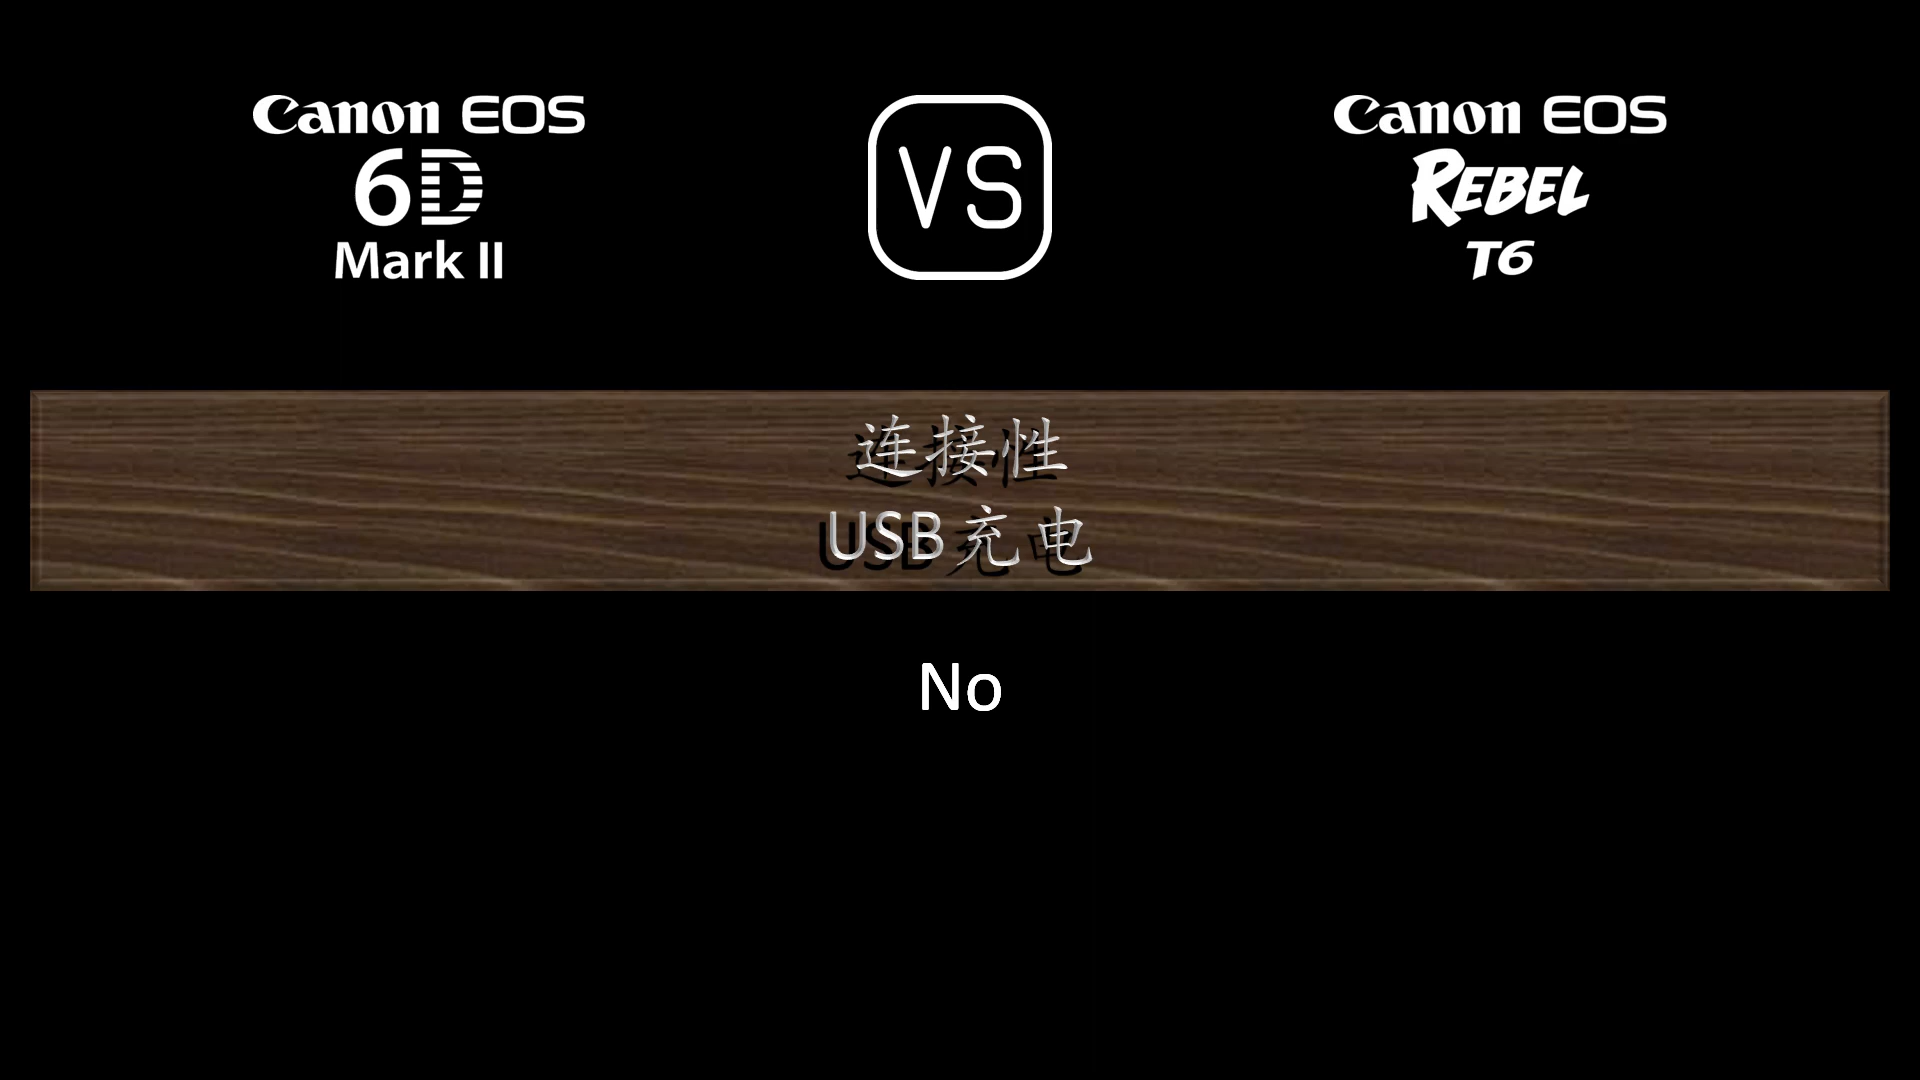 Canon EOS
6D
Mark II
VS
Canon EOS
REBEL
T6
连接性
USB 充电
No